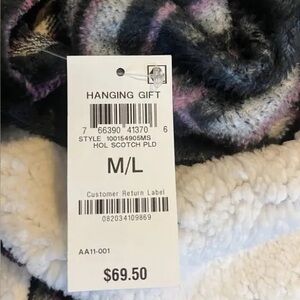 HANGING GIFT
7 66390 41370 6
STYLE 100154905MS
HOL SCOTCH PLD
M/L
Customer Return Label
082034109869
AA11-001
$69.50